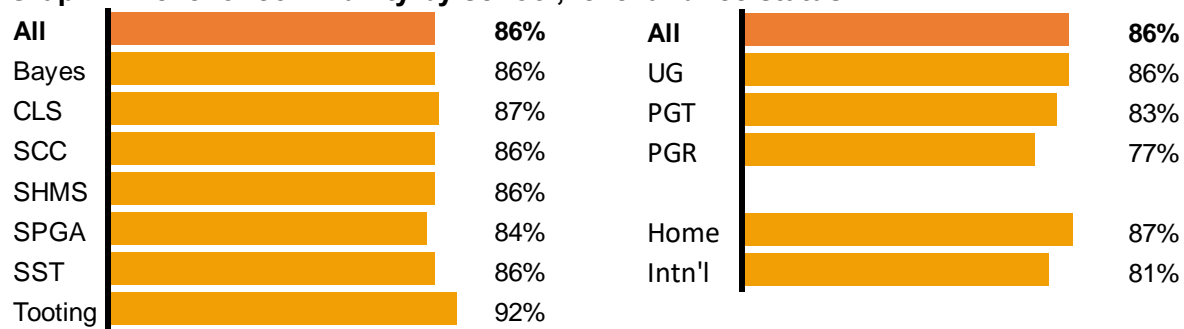 All 86%
Bayes 86%
CLS 87%
SCC 86%
SHMS 86%
SPGA 84%
SST 86%
Tooting 92%
All 86%
UG 86%
PGT 83%
PGR 77%
Home 87%
Intn'l 81%